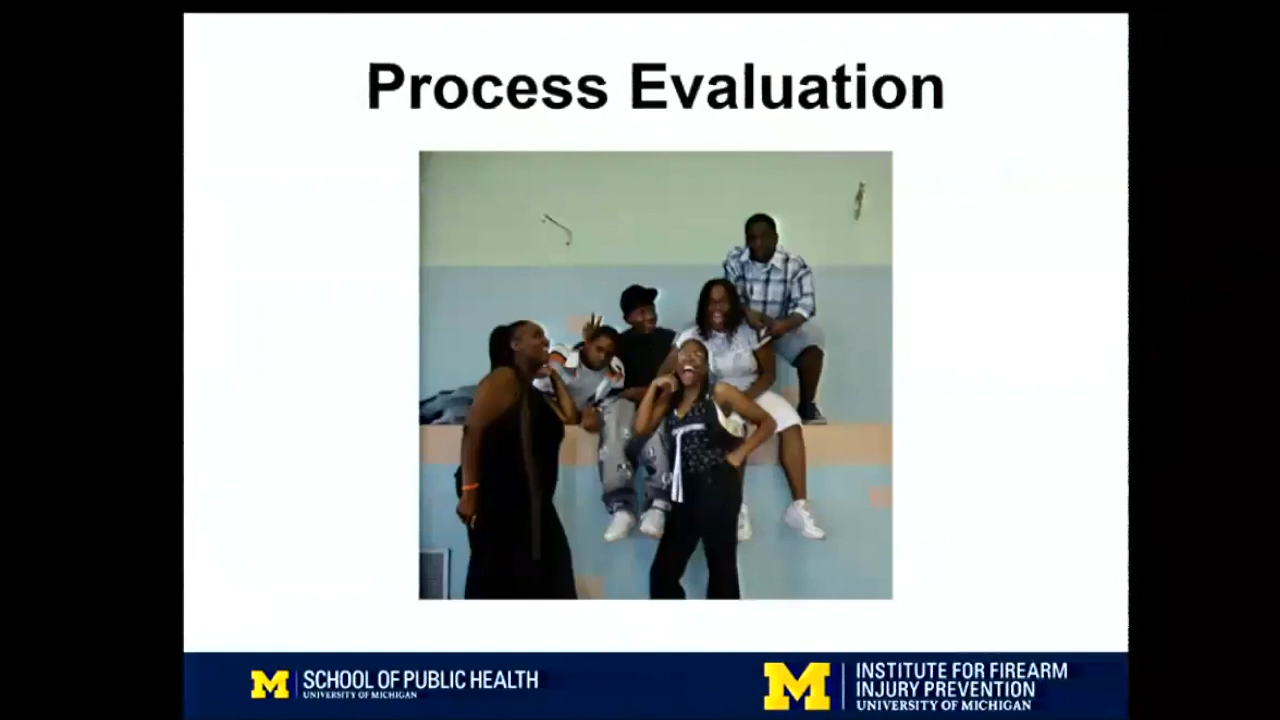 Process Evaluation
M
SCHOOL OF PUBLIC HEALTH
UNIVERSITY OF MICHIGAN
M
INSTITUTE FOR FIREARM
INJURY PREVENTION
UNIVERSITY OF MICHIGAN